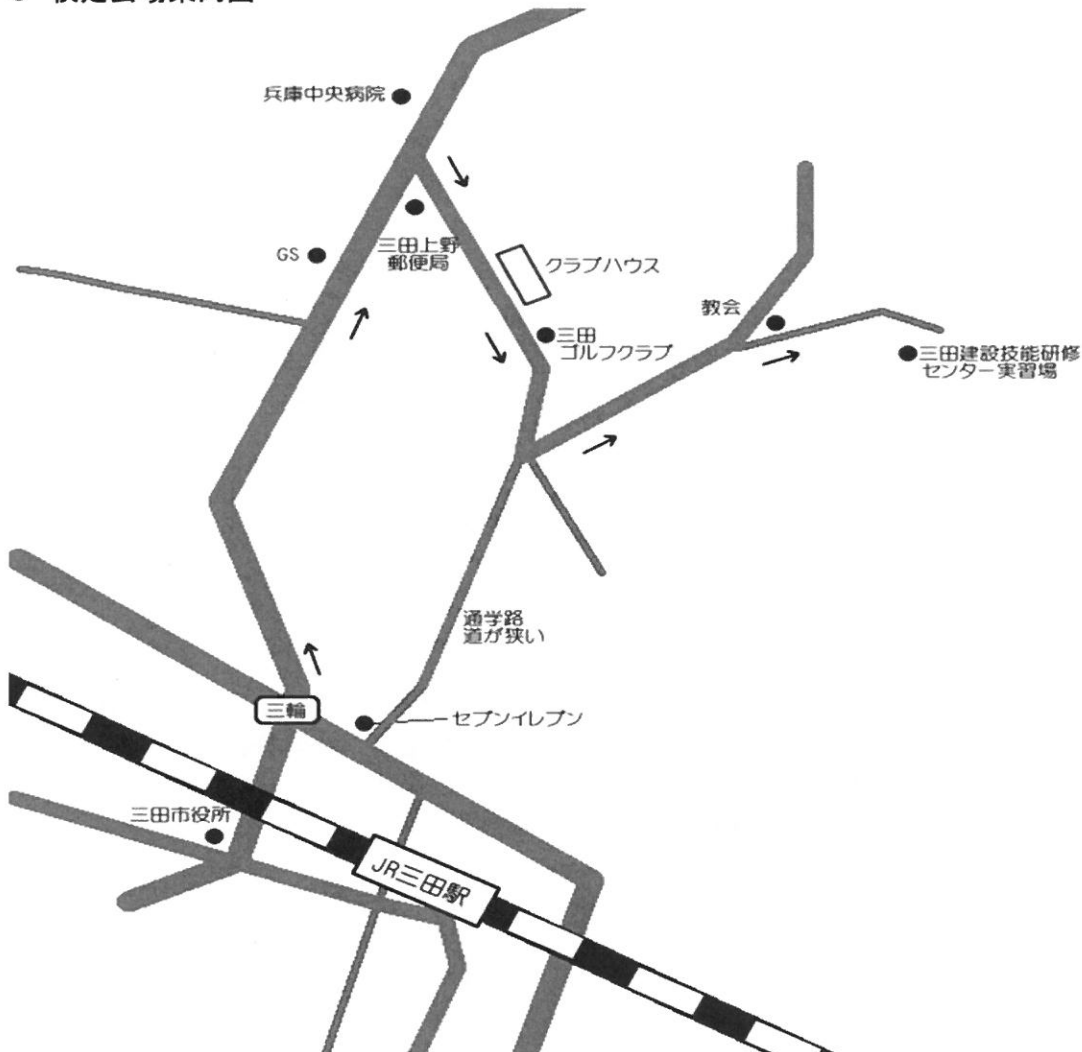 兵庫中央病院
三田上野
郵便局
GS
クラブハウス
三田
ゴルフクラブ
教会
三田建設技能研修
センター実習場
通学路
道が狭い
三輪
セブンイレブン
三田市役所
JR三田駅